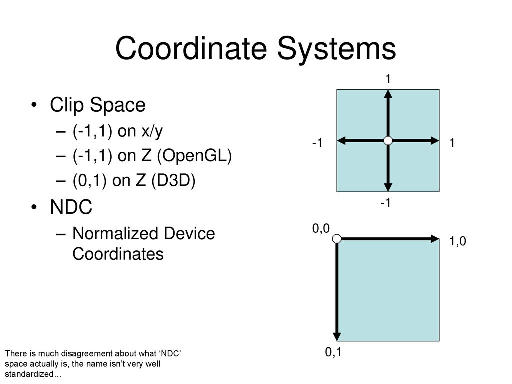 Coordinate Systems
• Clip Space
– (-1,1) on x/y
– (-1,1) on Z (OpenGL)
– (0,1) on Z (D3D)
• NDC
– Normalized Device
Coordinates
1
-1
1
-1
0,0
1,0
0,1
There is much disagreement about what ‘NDC’
space actually is, the name isn’t very well
standardized…